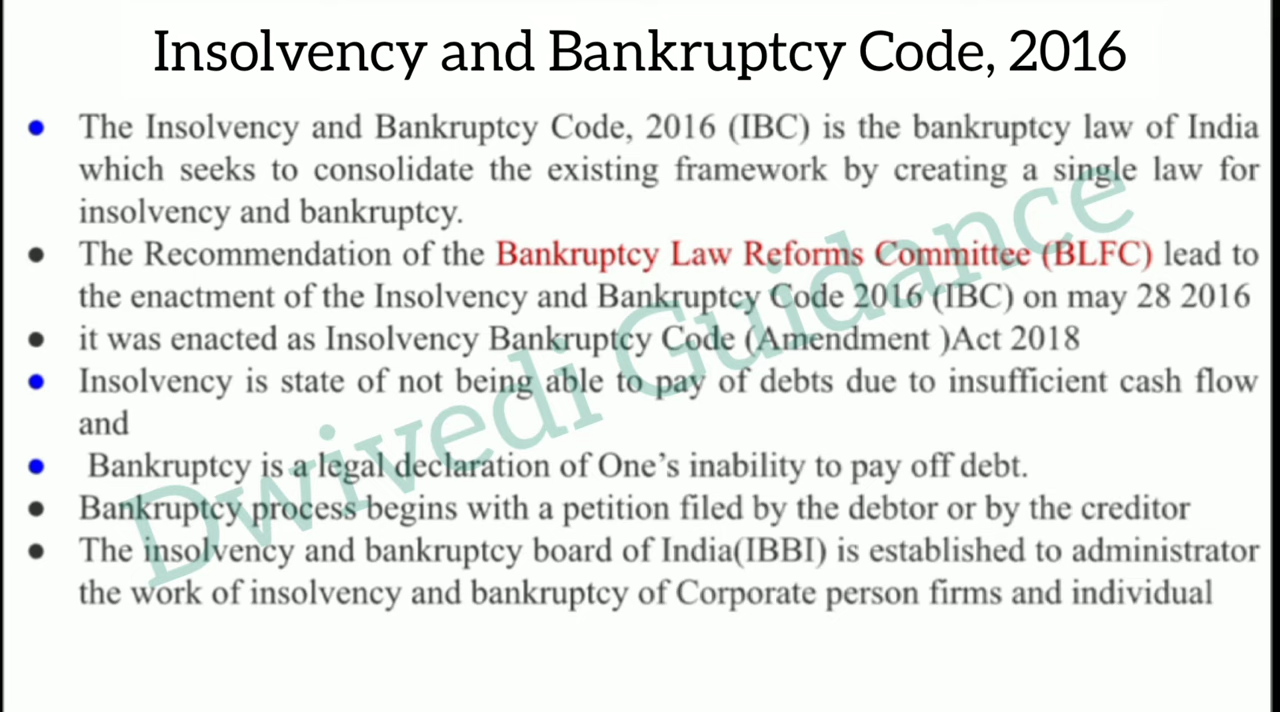 Insolvency and Bankruptcy Code, 2016
● The Insolvency and Bankruptcy Code, 2016 (IBC) is the bankruptcy law of India
which seeks to consolidate the existing framework by creating a single law for
insolvency and bankruptcy.
● The Recommendation of the Bankruptcy Law Reforms Committee (BLFC) lead to
the enactment of the Insolvency and Bankruptcy Code 2016 (IBC) on may 28 2016
● it was enacted as Insolvency Bankruptcy Code (Amendment )Act 2018
● Insolvency is state of not being able to pay of debts due to insufficient cash flow
and
● Bankruptcy is a legal declaration of One's inability to pay off debt.
● Bankruptcy process begins with a petition filed by the debtor or by the creditor
● The insolvency and bankruptcy board of India(IBBI) is established to administrator
the work of insolvency and bankruptcy of Corporate person firms and individual
Dwivedi Guidance